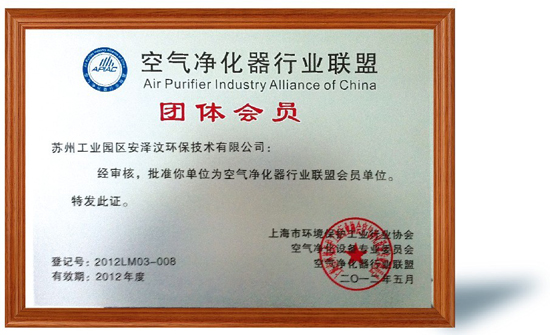 APIAC
空气净化器行业联盟
Air Purifier Industry Alliance of China
团体会员
苏州工业园区安泽汶环保技术有限公司：
经审核，批准你单位为空气净化器行业联盟会员单位。
特发此证。
上海市环境保护工业行业协会
空气净化设备专业委员会
登记号：2012LM03-008
空气净化器行业联盟
有效期：2012年度
二〇一二年五月